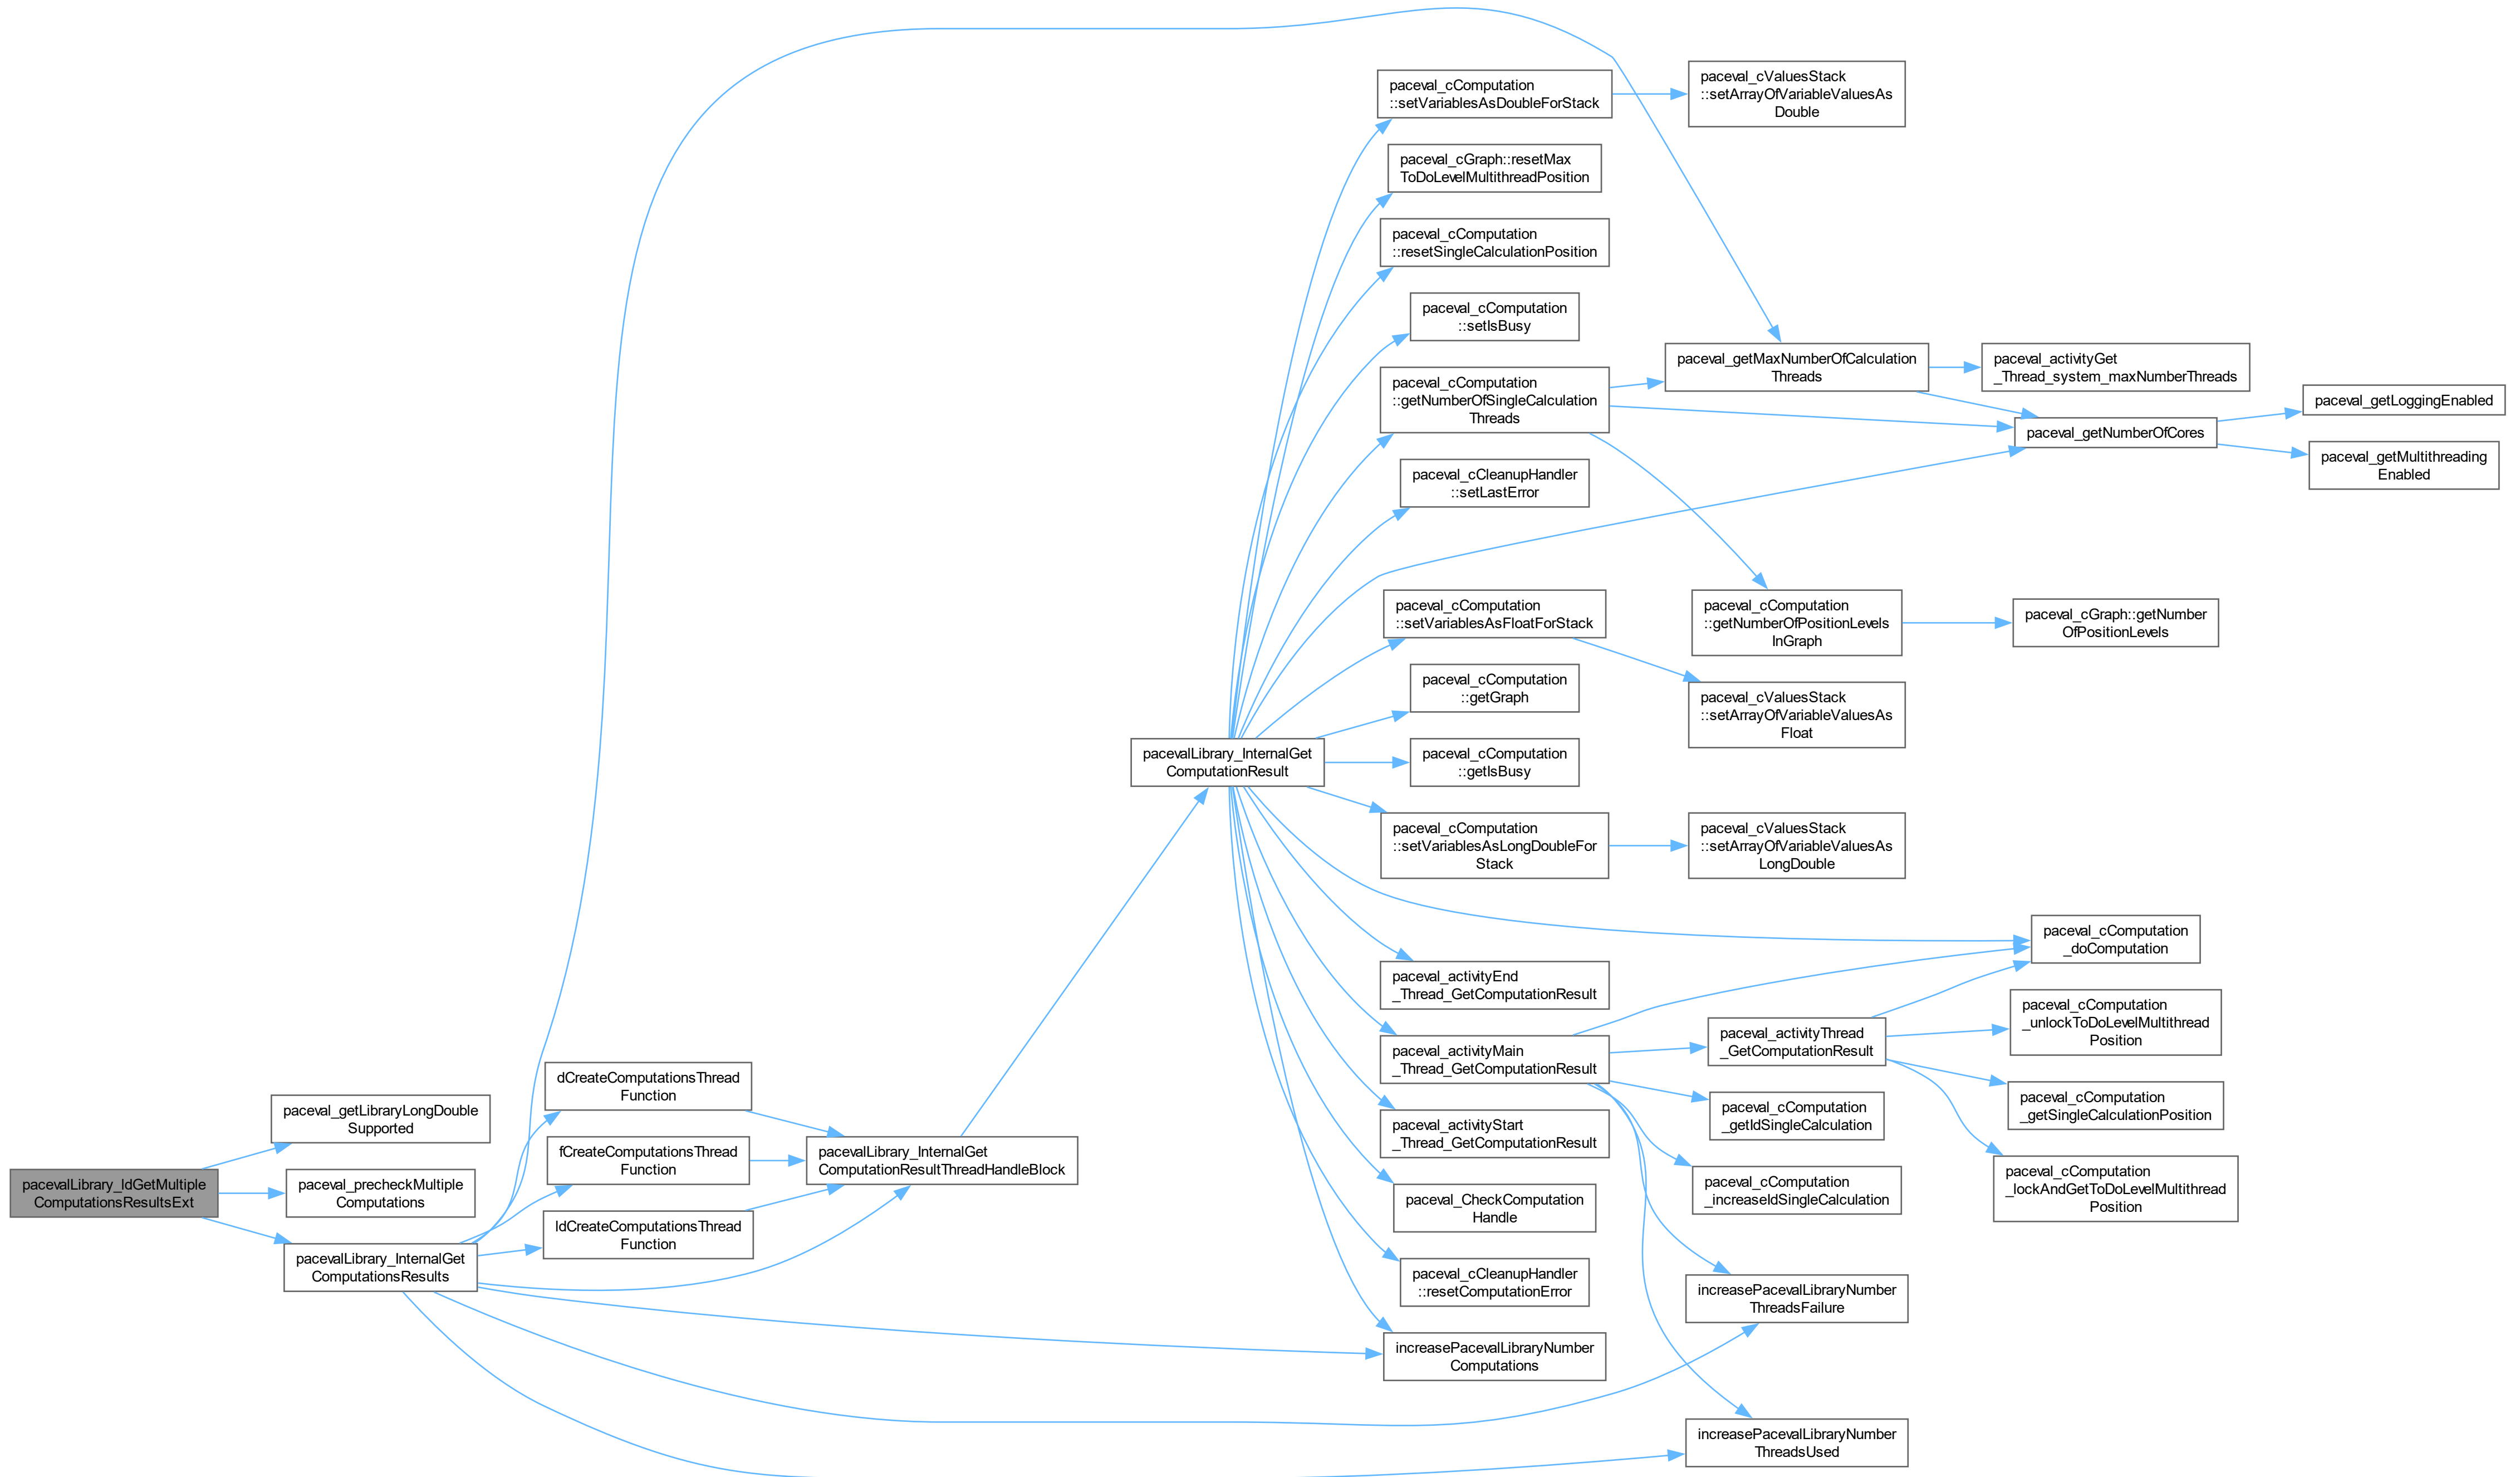 pacevalLibrary_ldGetMultiple
ComputationsResultsExt
paceval_getLibraryLongDouble
Supported
paceval_precheckMultiple
Computations
pacevalLibrary_InternalGet
ComputationsResults
dCreateComputationsThread
Function
fCreateComputationsThread
Function
ldCreateComputationsThread
Function
pacevalLibrary_InternalGet
ComputationResultThreadHandleBlock
pacevalLibrary_InternalGet
ComputationResult
paceval_cComputation
::setVariablesAsDoubleForStack
paceval_cGraph::resetMax
ToDoLevelMultithreadPosition
paceval_cComputation
::resetSingleCalculationPosition
paceval_cComputation
::setIsBusy
paceval_cComputation
::getNumberOfSingleCalculation
Threads
paceval_cCleanupHandler
::setLastError
paceval_cComputation
::setVariablesAsFloatForStack
paceval_cComputation
::getGraph
paceval_cComputation
::getIsBusy
paceval_cComputation
::setVariablesAsLongDoubleFor
Stack
paceval_activityEnd
_Thread_GetComputationResult
paceval_activityMain
_Thread_GetComputationResult
paceval_activityStart
_Thread_GetComputationResult
paceval_CheckComputation
Handle
paceval_cCleanupHandler
::resetComputationError
increasePacevalLibraryNumber
Computations
paceval_cValuesStack
::setArrayOfVariableValuesAs
Double
paceval_getMaxNumberOfCalculation
Threads
paceval_cComputation
::getNumberOfPositionLevels
InGraph
paceval_cValuesStack
::setArrayOfVariableValuesAs
Float
paceval_cValuesStack
::setArrayOfVariableValuesAs
LongDouble
paceval_activityThread
_GetComputationResult
paceval_cComputation
_getIdSingleCalculation
paceval_cComputation
_increaseIdSingleCalculation
increasePacevalLibraryNumber
ThreadsFailure
increasePacevalLibraryNumber
ThreadsUsed
paceval_activityGet
_Thread_system_maxNumberThreads
paceval_getNumberOfCores
paceval_cGraph::getNumber
OfPositionLevels
paceval_cComputation
_doComputation
paceval_cComputation
_unlockToDoLevelMultithread
Position
paceval_cComputation
_getSingleCalculationPosition
paceval_cComputation
_lockAndGetToDoLevelMultithread
Position
paceval_getLoggingEnabled
paceval_getMultithreading
Enabled